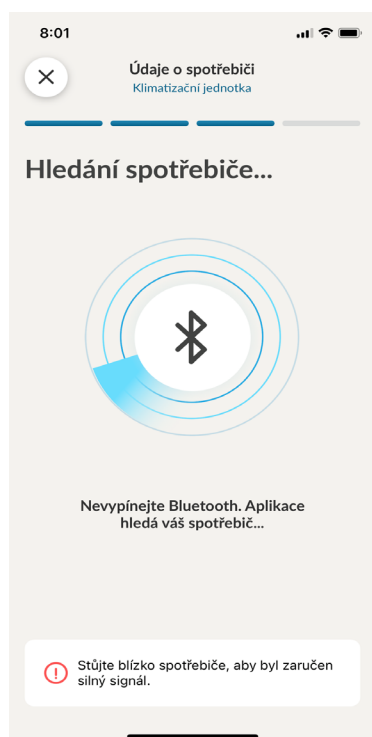 8:01
Údaje o spotřebiči
Klimatizační jednotka
Hledání spotřebiče...
Nevypínejte Bluetooth. Aplikace
hledá váš spotřebič...
Stůjte blízko spotřebiče, aby byl zaručen
silný signál.